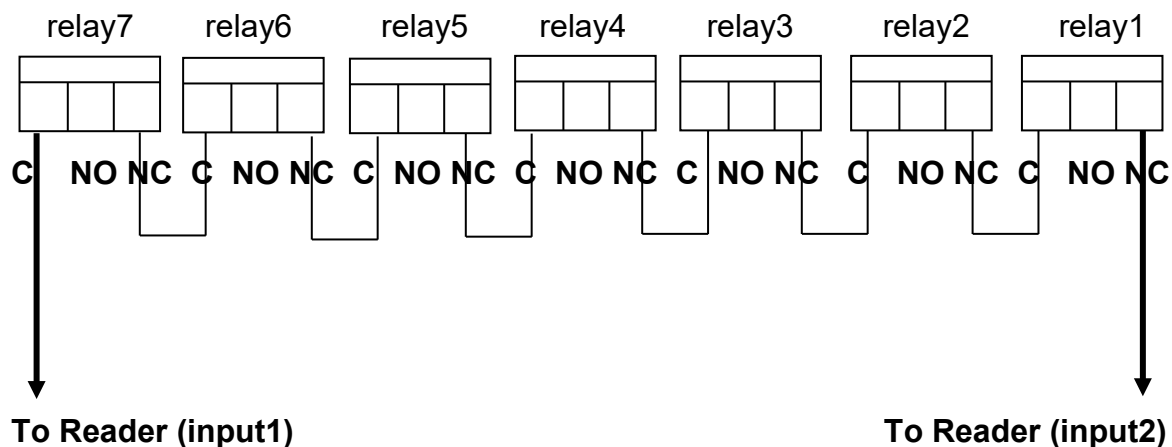 relay7 relay6 relay5 relay4 relay3 relay2 relay1
C NO NC C NO NC C NO NC C NO NC C NO NC C NO NC C NO NC
To Reader (input1) To Reader (input2)